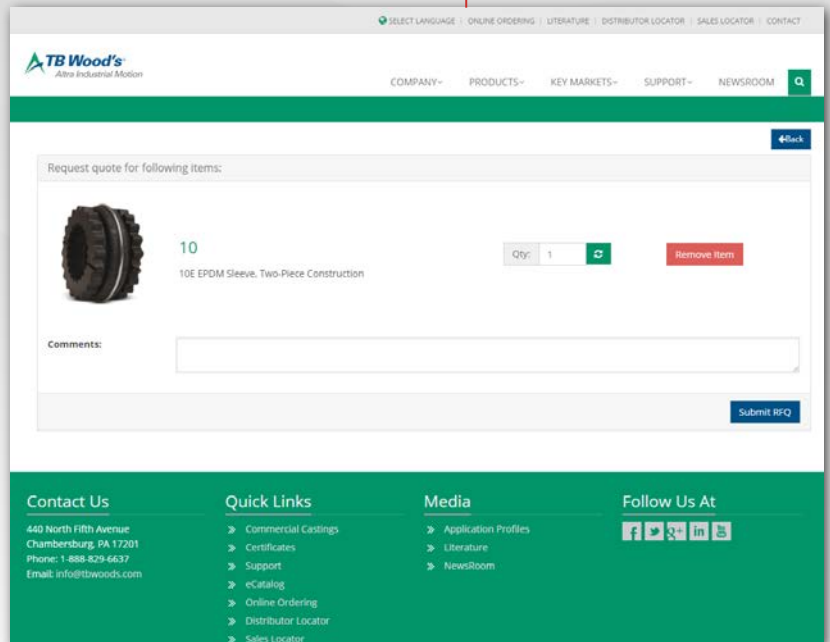 SELECT LANGUAGE | ONLINE ORDERING | LITERATURE | DISTRIBUTOR LOCATOR | SALES LOCATOR | CONTACT
TB Wood's
Altra Industrial Motion
COMPANY PRODUCTS KEY MARKETS SUPPORT NEWSROOM
Back
Request quote for following items:
10
10E EPDM Sleeve, Two-Piece Construction
Qty: 1
Remove Item
Comments:
Submit RFQ
Contact Us
440 North Fifth Avenue
Chambersburg, PA 17201
Phone: 1-888-829-6637
Email: info@tbwoods.com
Quick Links
Commercial Castings
Certificates
Support
eCatalog
Online Ordering
Distributor Locator
Sales Locator
Media
Application Profiles
Literature
NewsRoom
Follow Us At